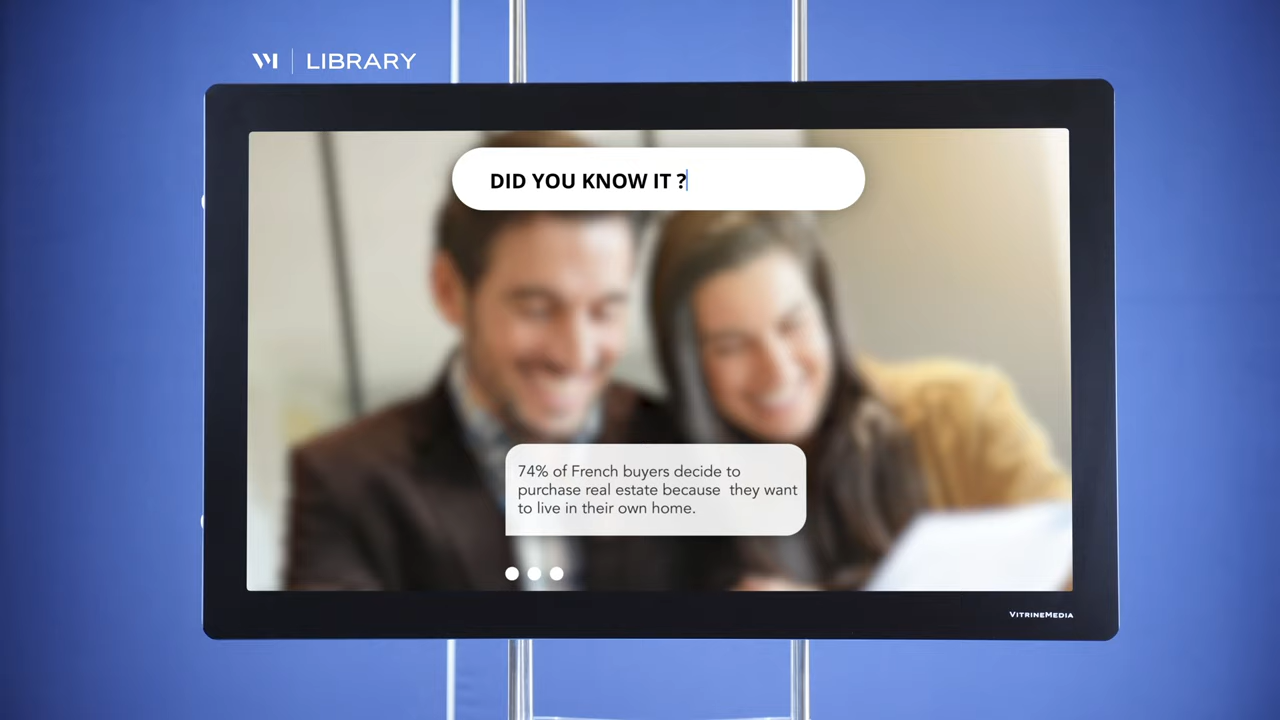 VM | LIBRARY
DID YOU KNOW IT ?
74% of French buyers decide to
purchase real estate because  they want
to live in their own home.
VITRINEMEDIA